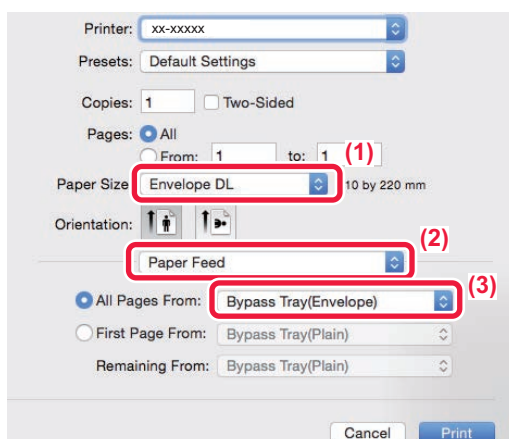 Printer: xx-xxxxx
Presets: Default Settings
Copies: 1 Two-Sided
Pages: All
From: 1 to: 1 (1)
Paper Size Envelope DL 10 by 220 mm
Orientation:
(2)
Paper Feed
(3)
All Pages From: Bypass Tray(Envelope)
First Page From: Bypass Tray(Plain)
Remaining From: Bypass Tray(Plain)
Cancel Print